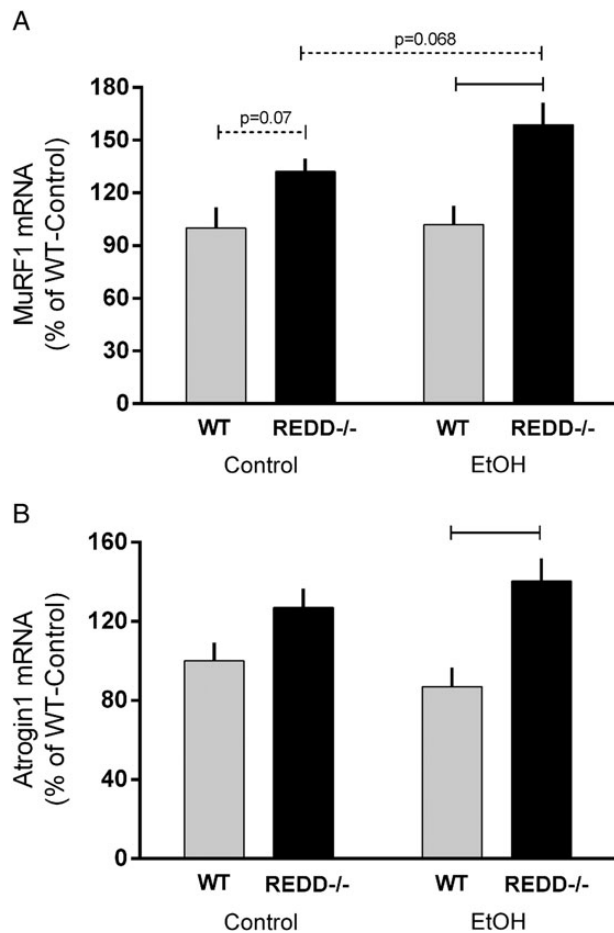 A
p=0.068
p=0.07
MuRF1 mRNA
(% of WT-Control)
180
150
120
90
60
30
0
WT REDD-/- WT REDD-/-
Control EtOH
B
Atrogin1 mRNA
(% of WT-Control)
160
120
80
40
0
WT REDD-/- WT REDD-/-
Control EtOH